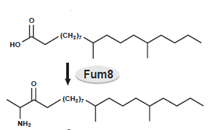 O
HO
(CH₂)₇
Fum8
O
(CH₂)₇
NH₂